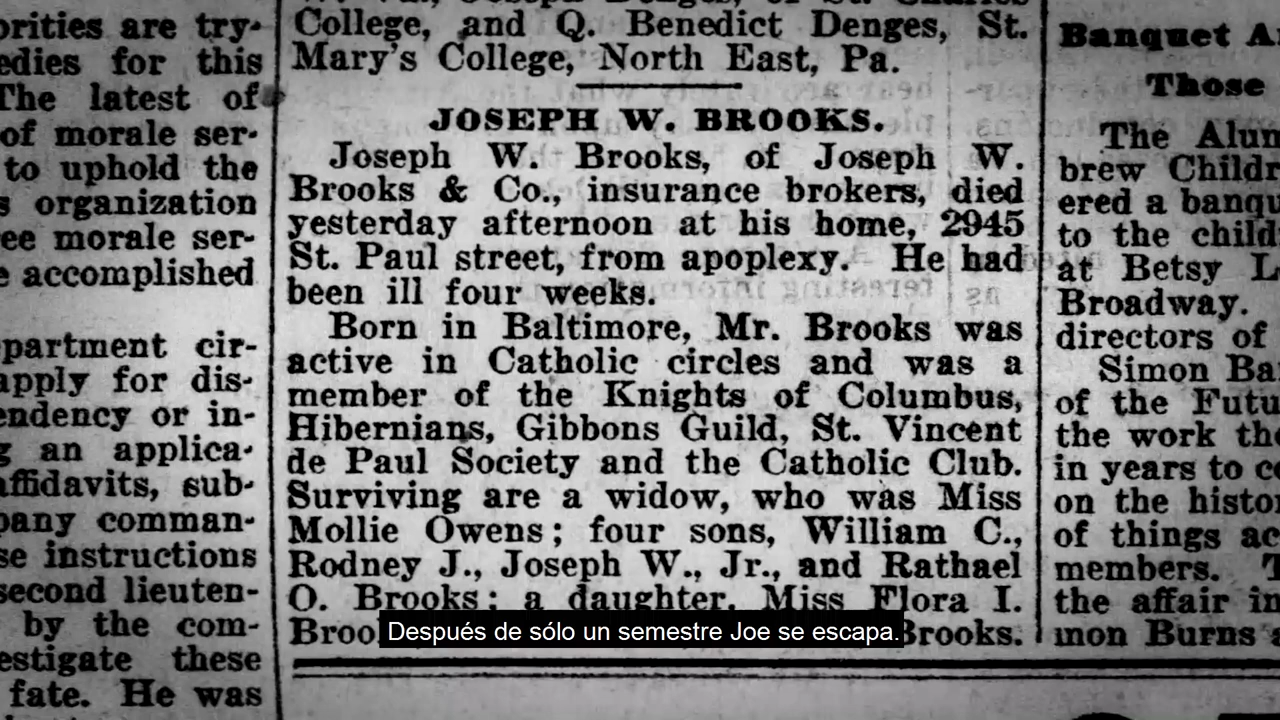 orities are try-
edies for this
The latest of
of morale ser-
to uphold the
s organization
ee morale ser-
e accomplished
partment cir-
apply for dis-
endency or in-
g an applica-
affidavits, sub-
pany comman-
se instructions
second lieuten-
by the com-
estigate these
fate. He was
College, and Q. Benedict Denges, St.
Mary's College, North East, Pa.
JOSEPH W. BROOKS.
Joseph W. Brooks, of Joseph W.
Brooks & Co., insurance brokers, died
yesterday afternoon at his home, 2945
St. Paul street, from apoplexy. He had
been ill four weeks.
Born in Baltimore, Mr. Brooks was
active in Catholic circles and was a
member of the Knights of Columbus,
Hibernians, Gibbons Guild, St. Vincent
de Paul Society and the Catholic Club.
Surviving are a widow, who was Miss
Mollie Owens; four sons, William C.,
Rodney J., Joseph W., Jr., and Rathael
O. Brooks; a daughter, Miss Flora I.
Broo Brooks.
Banquet A
Those
The Alum
brew Childr
ered a banqu
to the child
at Betsy L
Broadway.
directors of
Simon Ba
of the Futu
the work the
in years to co
on the histor
of things ac
members. T
the affair in
mon Burns a
Después de sólo un semestre Joe se escapa.